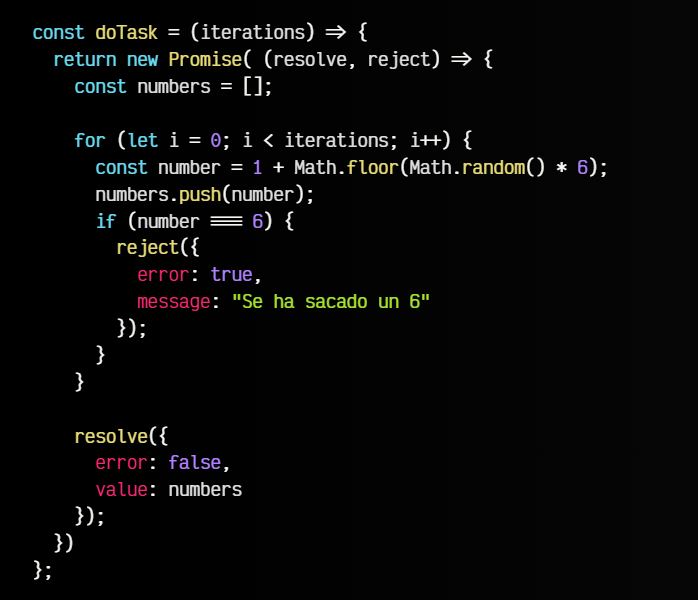 const doTask = (iterations) => {
  return new Promise( (resolve, reject) => {
    const numbers = [];

    for (let i = 0; i < iterations; i++) {
      const number = 1 + Math.floor(Math.random() * 6);
      numbers.push(number);
      if (number === 6) {
        reject({
          error: true,
          message: "Se ha sacado un 6"
        });
      }
    }

    resolve({
      error: false,
      value: numbers
    });
  })
};